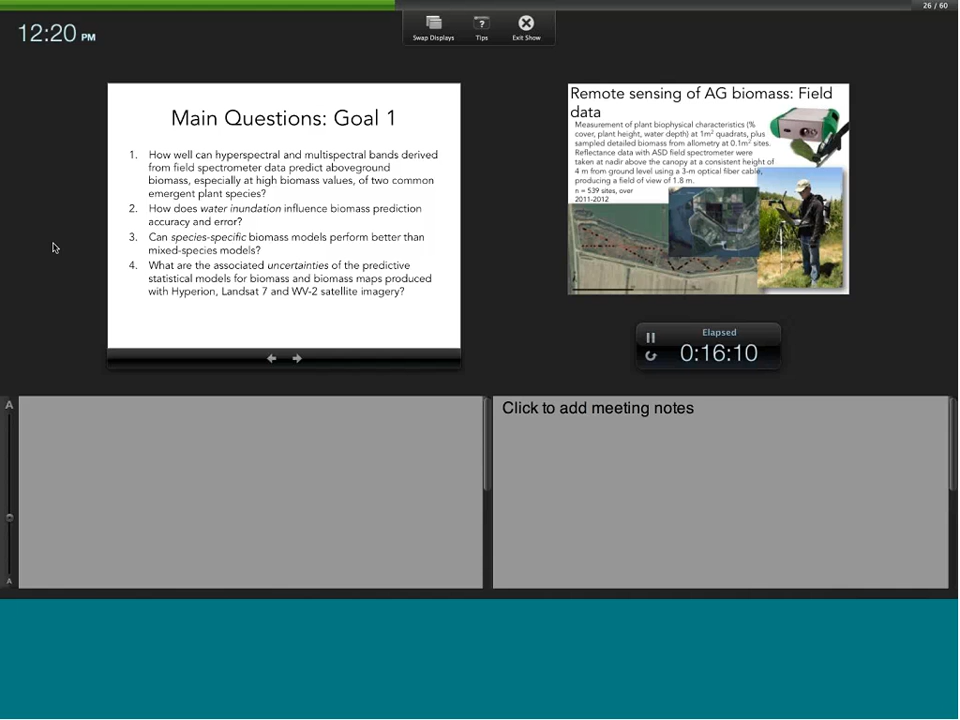 26 / 60
12:20 PM
Swap Displays
Tips
Exit Show
Main Questions: Goal 1
1. How well can hyperspectral and multispectral bands derived
from field spectrometer data predict aboveground
biomass, especially at high biomass values, of two common
emergent plant species?
2. How does water inundation influence biomass prediction
accuracy and error?
3. Can species-specific biomass models perform better than
mixed-species models?
4. What are the associated uncertainties of the predictive
statistical models for biomass and biomass maps produced
with Hyperion, Landsat 7 and WV-2 satellite imagery?
Remote sensing of AG biomass: Field
data
Measurement of plant biophysical characteristics (%
cover, plant height, water depth) at 1m² quadrats, plus
sampled detailed biomass from allometry at 0.1m² sites.
Reflectance data with ASD field spectrometer were
taken at nadir above the canopy at a consistent height of
4 m from ground level using a 3-m optical fiber cable,
producing a field of view of 1.8 m.
n = 539 sites, over
2011-2012
Elapsed
0:16:10
A
A
Click to add meeting notes